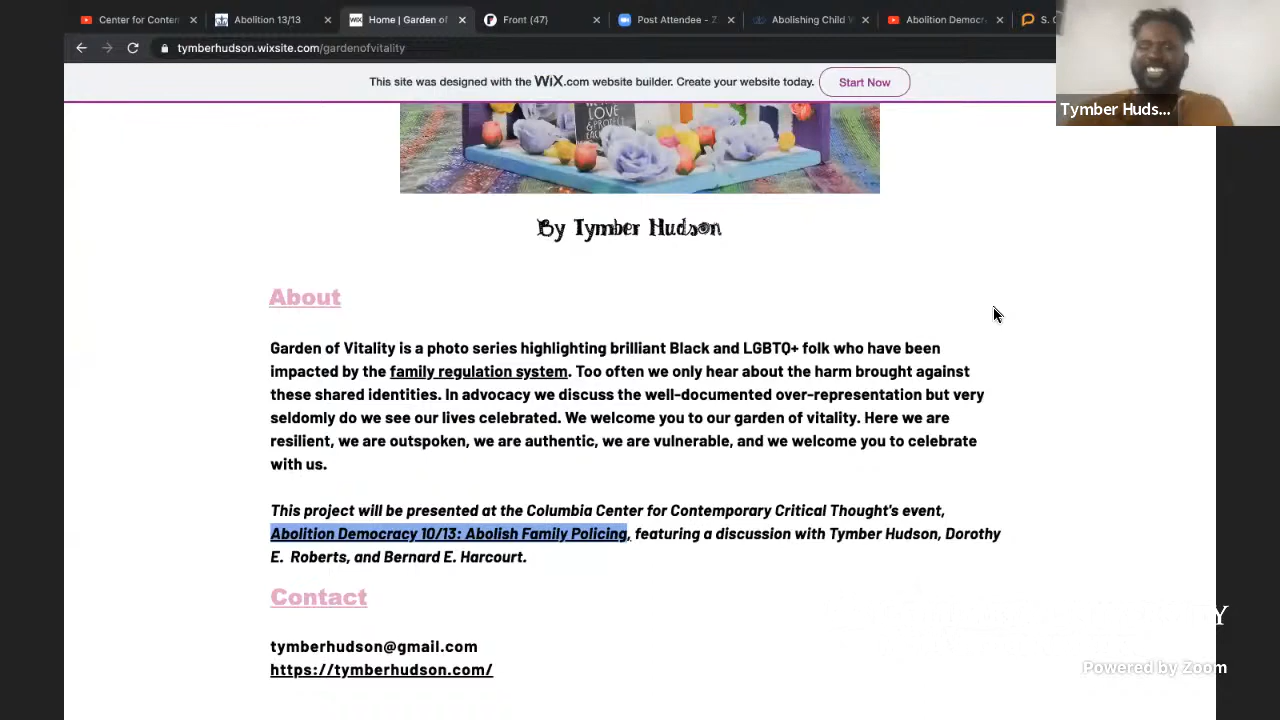 Center for Conten
Abolition 13/13
Home | Garden of
Front (47)
Post Attendee - Z
Abolishing Child W
Abolition Democr
S. C
tymberhudson.wixsite.com/gardenofvitality
This site was designed with the WiX.com website builder. Create your website today. Start Now
Tymber Huds...
LOVE
& PROTECT
By Tymber Hudson
About
Garden of Vitality is a photo series highlighting brilliant Black and LGBTQ+ folk who have been
impacted by the family regulation system. Too often we only hear about the harm brought against
these shared identities. In advocacy we discuss the well-documented over-representation but very
seldomly do we see our lives celebrated. We welcome you to our garden of vitality. Here we are
resilient, we are outspoken, we are authentic, we are vulnerable, and we welcome you to celebrate
with us.
This project will be presented at the Columbia Center for Contemporary Critical Thought's event,
Abolition Democracy 10/13: Abolish Family Policing, featuring a discussion with Tymber Hudson, Dorothy
E.  Roberts, and Bernard E. Harcourt.
Contact
tymberhudson@gmail.com
https://tymberhudson.com/
Powered by Zoom